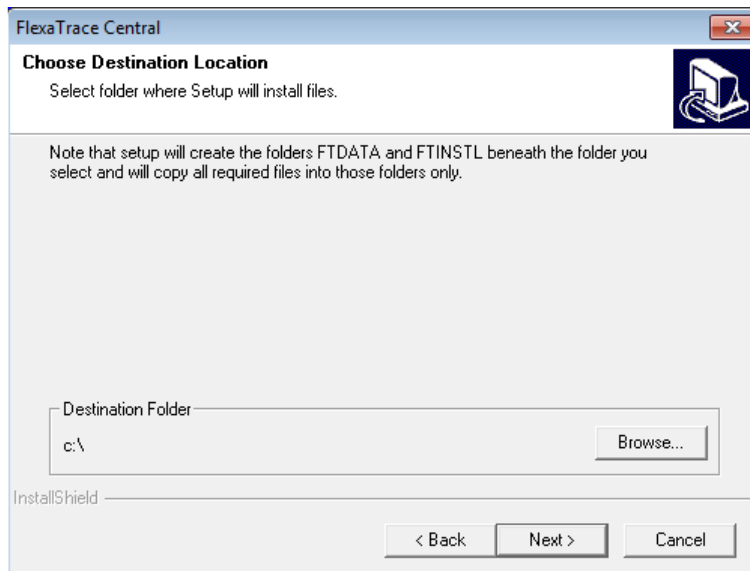 FlexaTrace Central
Choose Destination Location
Select folder where Setup will install files.
Note that setup will create the folders FTDATA and FTINSTL beneath the folder you
select and will copy all required files into those folders only.
Destination Folder
c:\
Browse...
InstallShield
< Back
Next >
Cancel